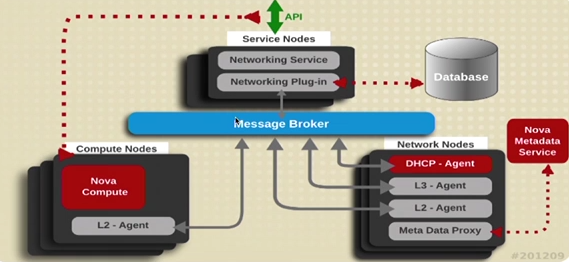 API
Service Nodes
Networking Service
Networking Plug-in
Database
Message Broker
Compute Nodes
Nova
Compute
L2 - Agent
Network Nodes
DHCP - Agent
L3 - Agent
L2 - Agent
Meta Data Proxy
Nova
Metadata
Service
#201209